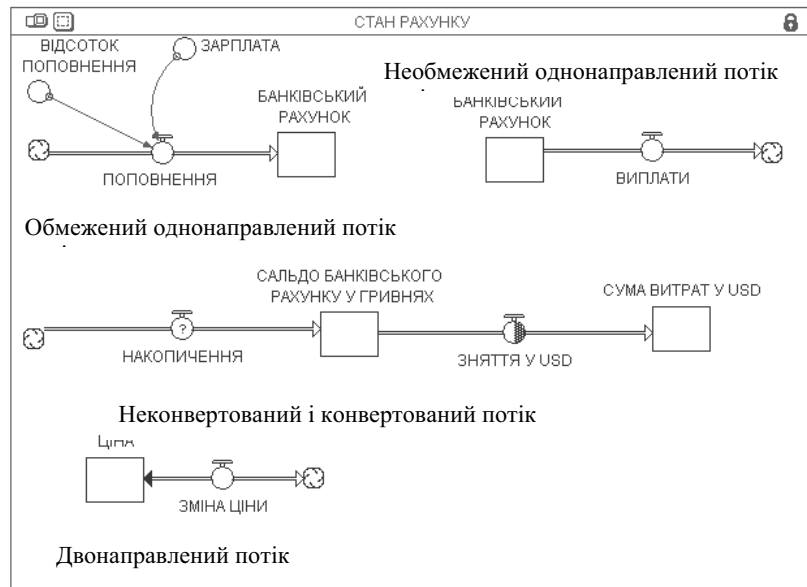 СТАН РАХУНКУ
ВІДСОТОК
ПОПОВНЕННЯ
ЗАРПЛАТА
Необмежений однонаправлений потік
БАНКІВСЬКИЙ
РАХУНОК
БАНКІВСЬКИЙ
РАХУНОК
ПОПОВНЕННЯ
ВИПЛАТИ
Обмежений однонаправлений потік
САЛЬДО БАНКІВСЬКОГО
РАХУНКУ У ГРИВНЯХ
СУМА ВИТРАТ У USD
?
НАКОПИЧЕННЯ
ЗНЯТТЯ У USD
Неконвертований і конвертований потік
ЦІНА
ЗМІНА ЦІНИ
Двонаправлений потік